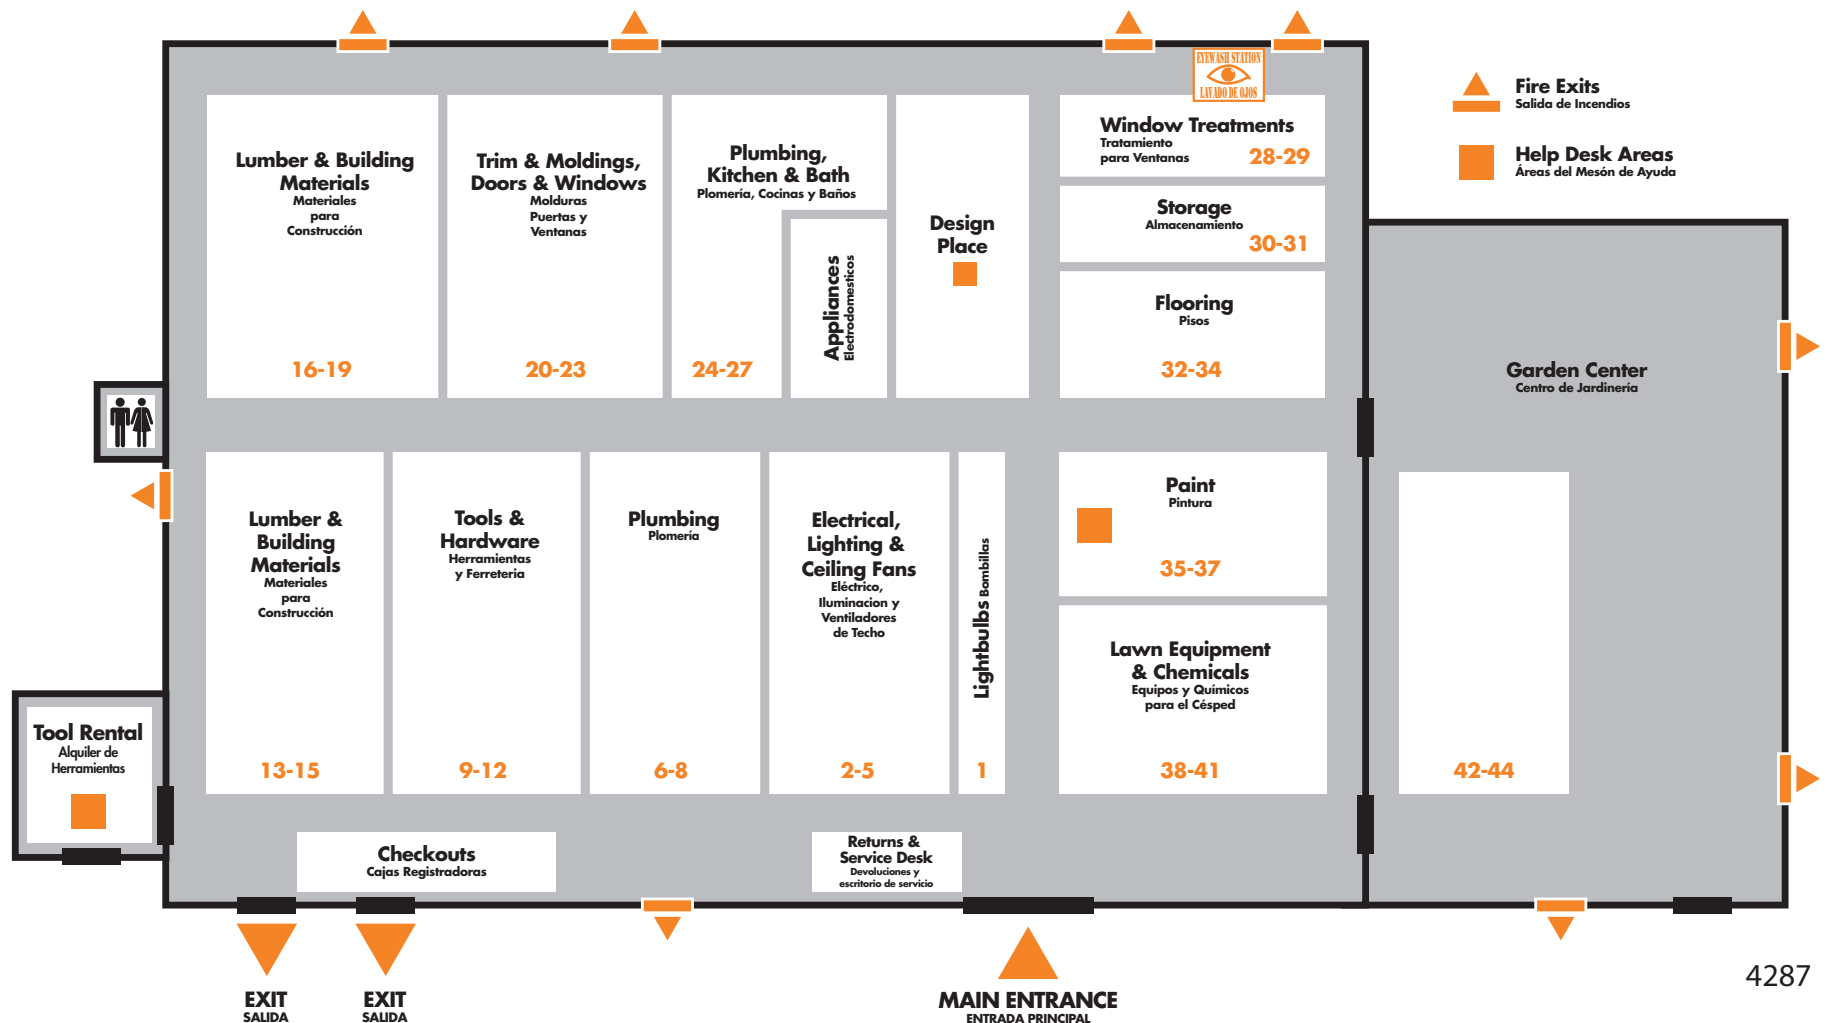 EYEWASH STATION
LAVADO DE OJOS
Fire Exits
Salida de Incendios
Help Desk Areas
Áreas del Mesón de Ayuda
Lumber & Building
Materials
Materiales
para
Construcción
16-19
Trim & Moldings,
Doors & Windows
Molduras
Puertas y
Ventanas
20-23
Plumbing,
Kitchen & Bath
Plomería, Cocinas y Baños
24-27
Appliances
Electrodomesticos
Design
Place
Window Treatments
Tratamiento
para Ventanas
28-29
Storage
Almacenamiento
30-31
Flooring
Pisos
32-34
Garden Center
Centro de Jardinería
Lumber &
Building
Materials
Materiales
para
Construcción
13-15
Tools &
Hardware
Herramientas
y Ferreteria
9-12
Plumbing
Plomería
6-8
Electrical,
Lighting &
Ceiling Fans
Eléctrico,
Iluminacion y
Ventiladores
de Techo
2-5
Lightbulbs Bombillas
1
Paint
Pintura
35-37
Lawn Equipment
& Chemicals
Equipos y Químicos
para el Césped
38-41
42-44
Tool Rental
Alquiler de
Herramientas
Checkouts
Cajas Registradoras
Returns &
Service Desk
Devoluciones y
escritorio de servicio
EXIT
SALIDA
EXIT
SALIDA
MAIN ENTRANCE
ENTRADA PRINCIPAL
4287